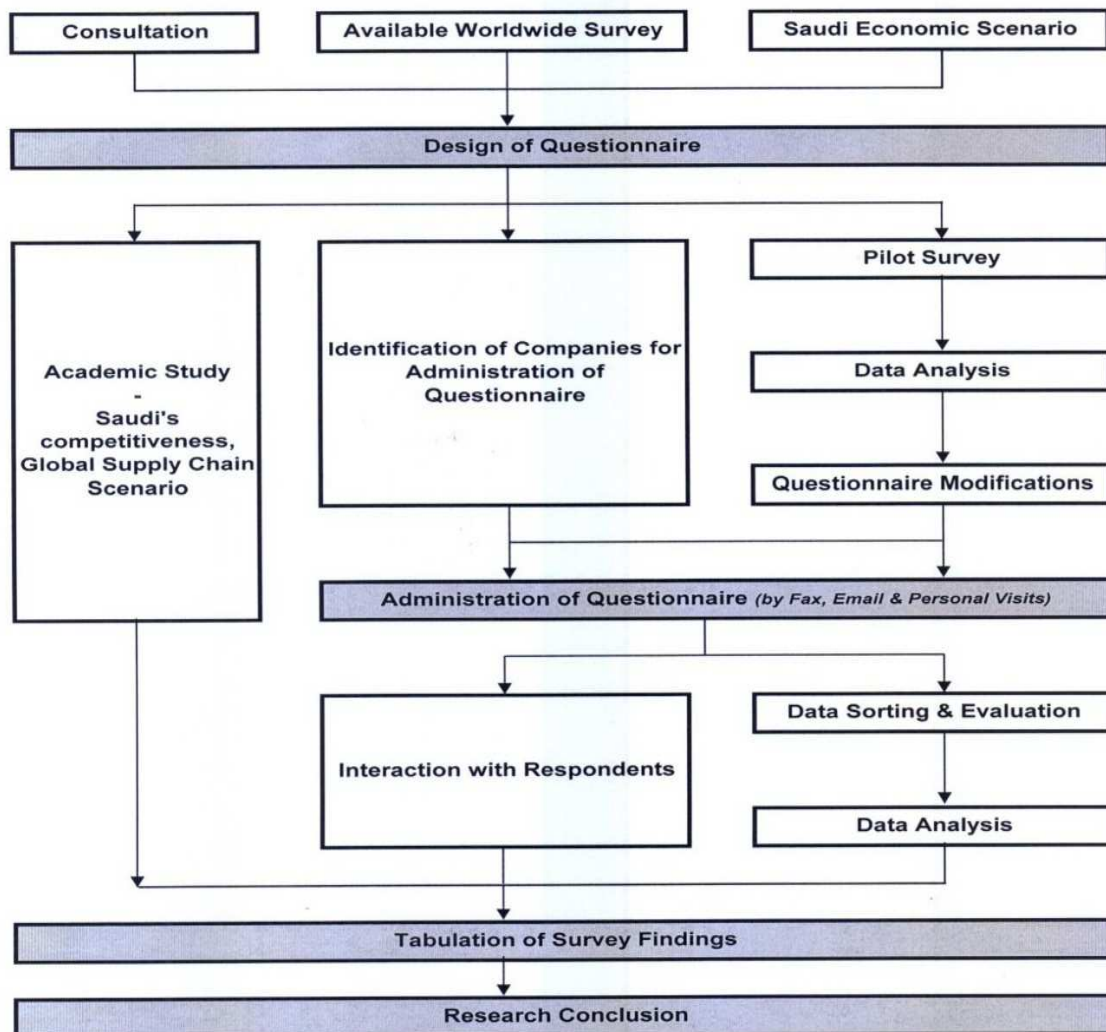 Consultation
Available Worldwide Survey
Saudi Economic Scenario
Design of Questionnaire
Academic Study
-
Saudi's
competitiveness,
Global Supply Chain
Scenario
Identification of Companies for
Administration of
Questionnaire
Pilot Survey
Data Analysis
Questionnaire Modifications
Administration of Questionnaire (by Fax, Email & Personal Visits)
Interaction with Respondents
Data Sorting & Evaluation
Data Analysis
Tabulation of Survey Findings
Research Conclusion